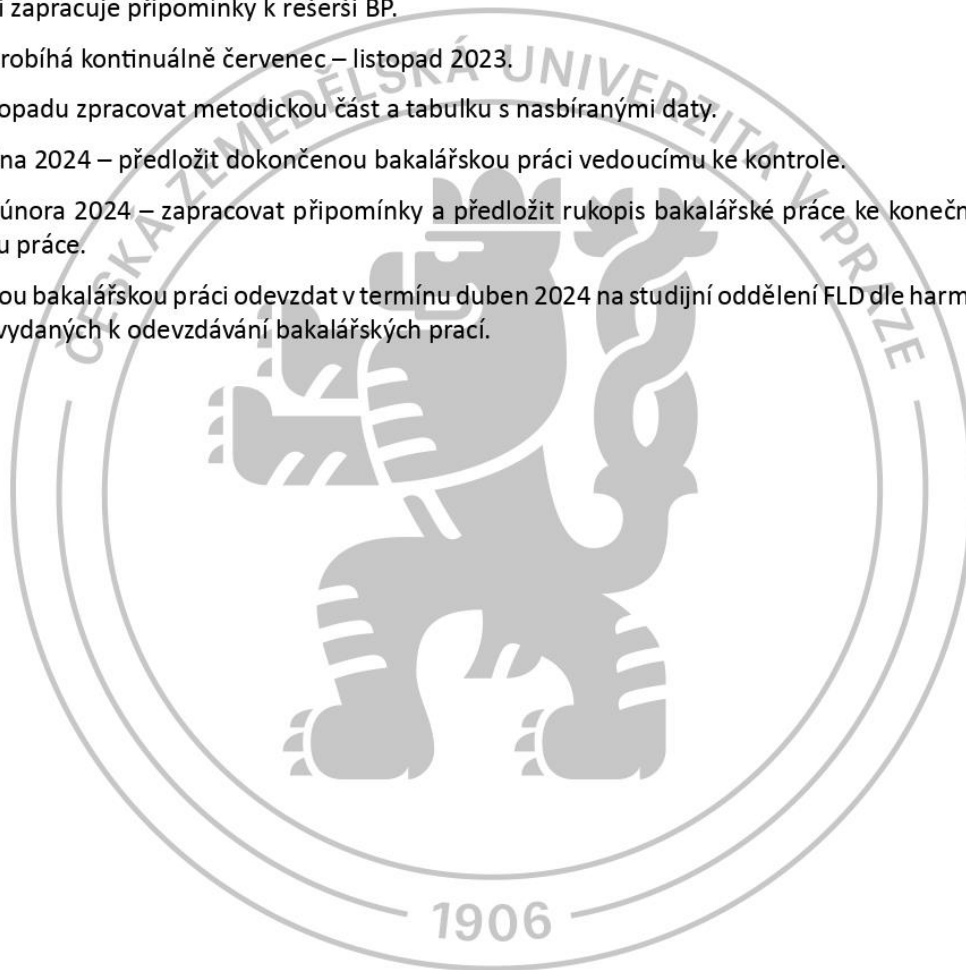 i zapracuje připomínky k rešerši BP.
robíhá kontinuálně červenec – listopad 2023.
opadu zpracovat metodickou část a tabulku s nasbíranými daty.
na 2024 – předložit dokončenou bakalářskou práci vedoucímu ke kontrole.
února 2024 – zapracovat připomínky a předložit rukopis bakalářské práce ke konečn
u práce.
ou bakalářskou práci odevzdat v termínu duben 2024 na studijní oddělení FLD dle harm
vydaných k odevzdávání bakalářských prací.
ČESKÁ ZEMĚDĚLSKÁ UNIVERZITA V PRAZE
1906